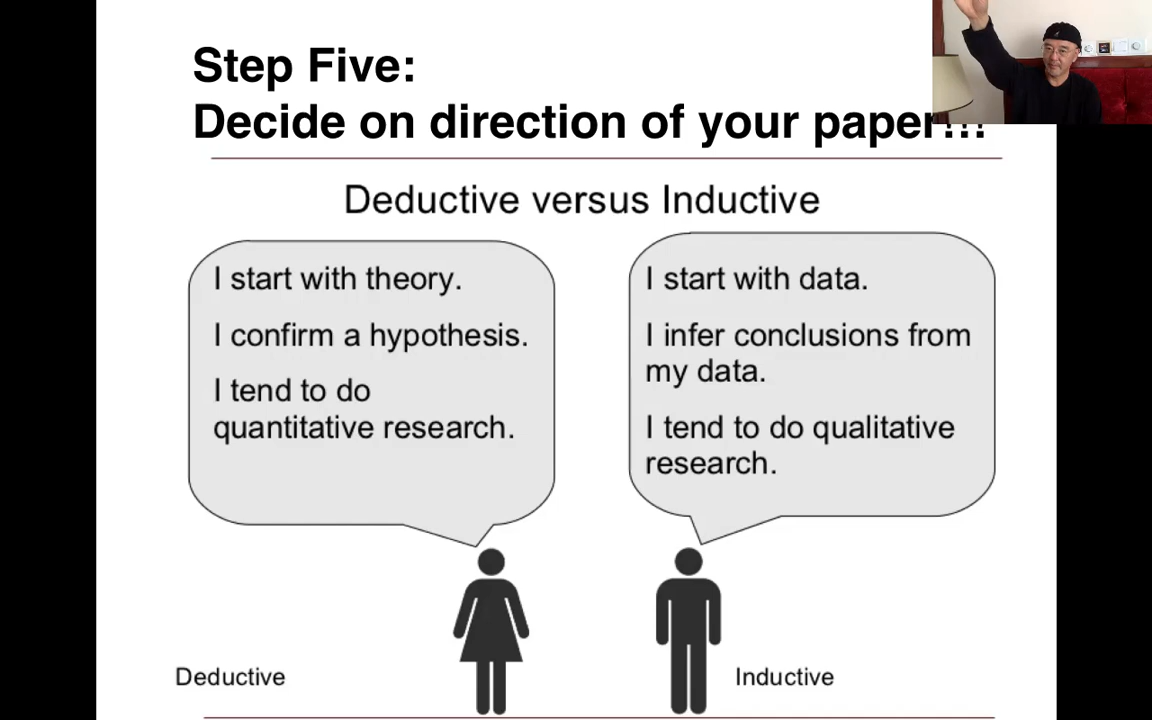 Step Five:
Decide on direction of your paper!!!
Deductive versus Inductive
I start with theory.
I confirm a hypothesis.
I tend to do
quantitative research.
I start with data.
I infer conclusions from
my data.
I tend to do qualitative
research.
Deductive
Inductive